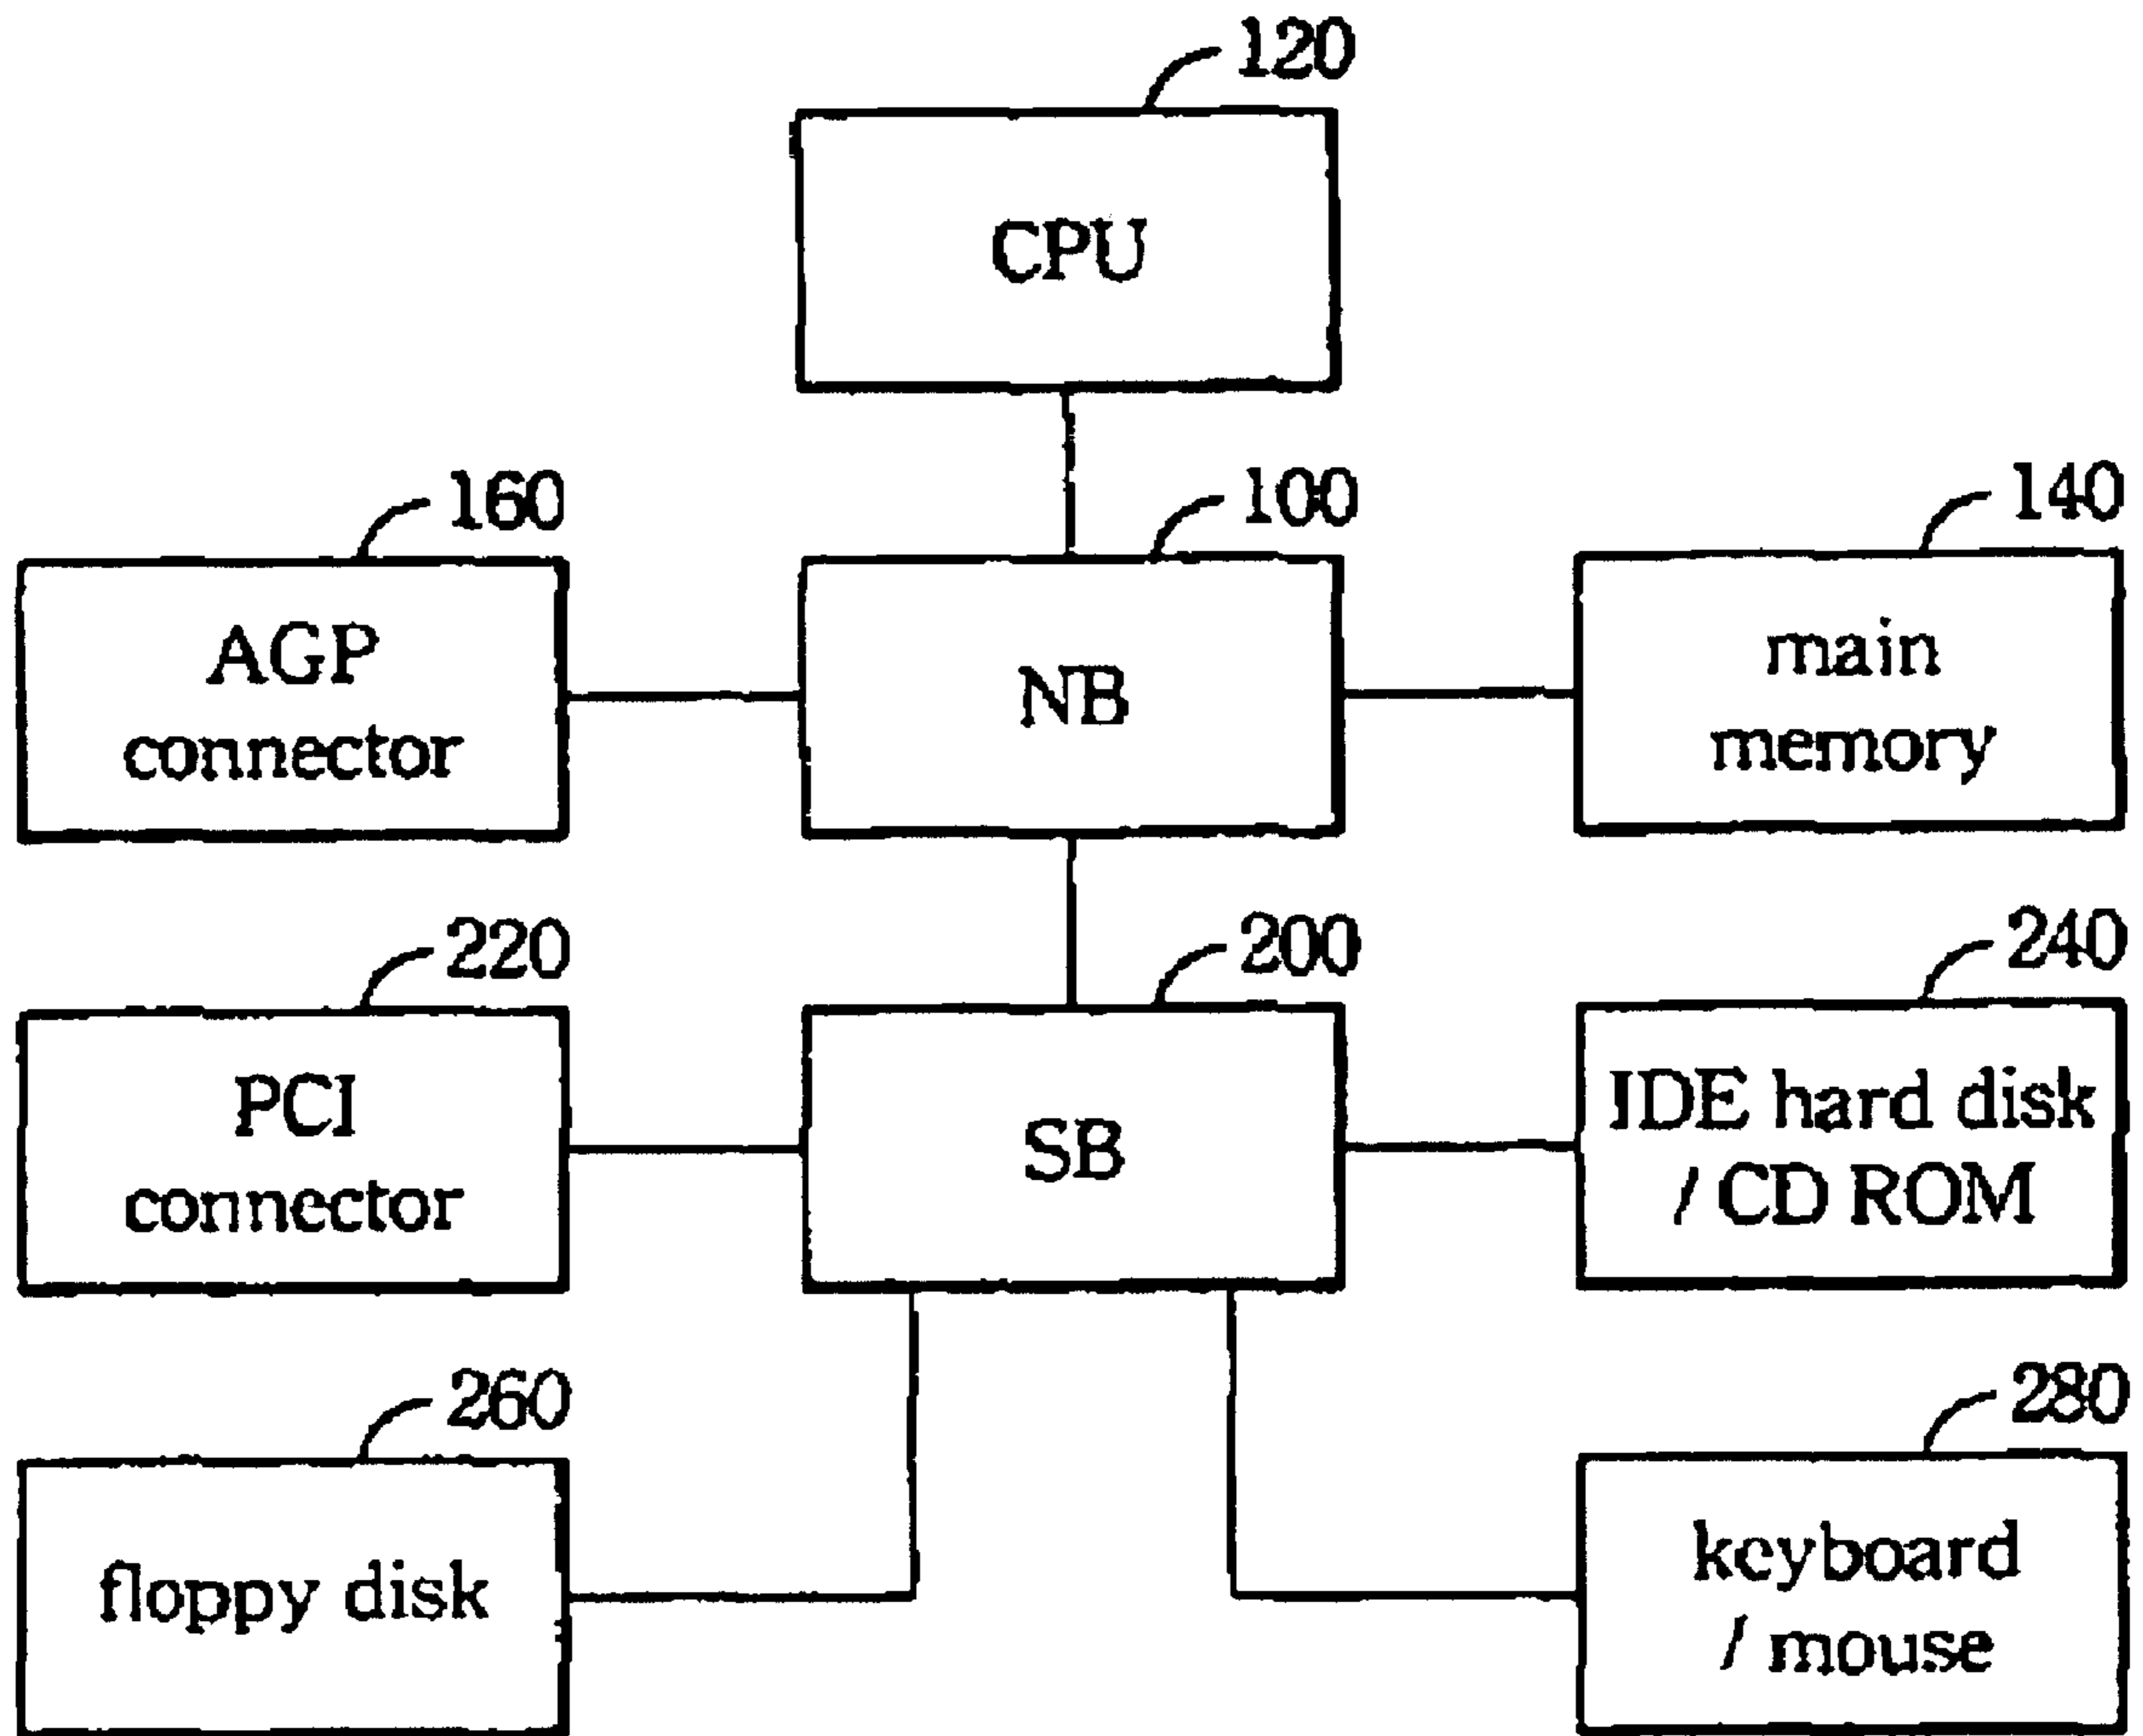 120
CPU
160
100
140
AGP
connector
NB
main
memory
220
200
240
PCI
connector
SB
IDE hard disk
/ CD ROM
260
280
floppy disk
keyboard
/ mouse